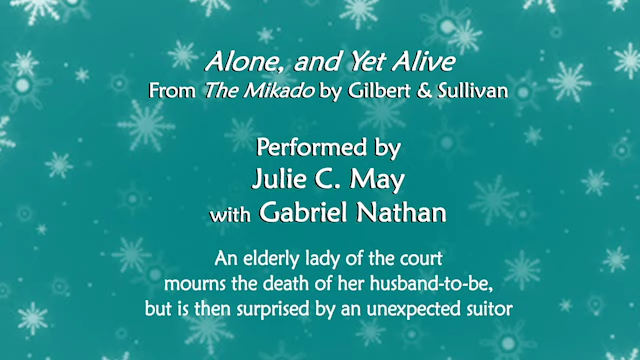 Alone, and Yet Alive
From The Mikado by Gilbert & Sullivan
Performed by
Julie C. May
with Gabriel Nathan
An elderly lady of the court
mourns the death of her husband-to-be,
but is then surprised by an unexpected suitor